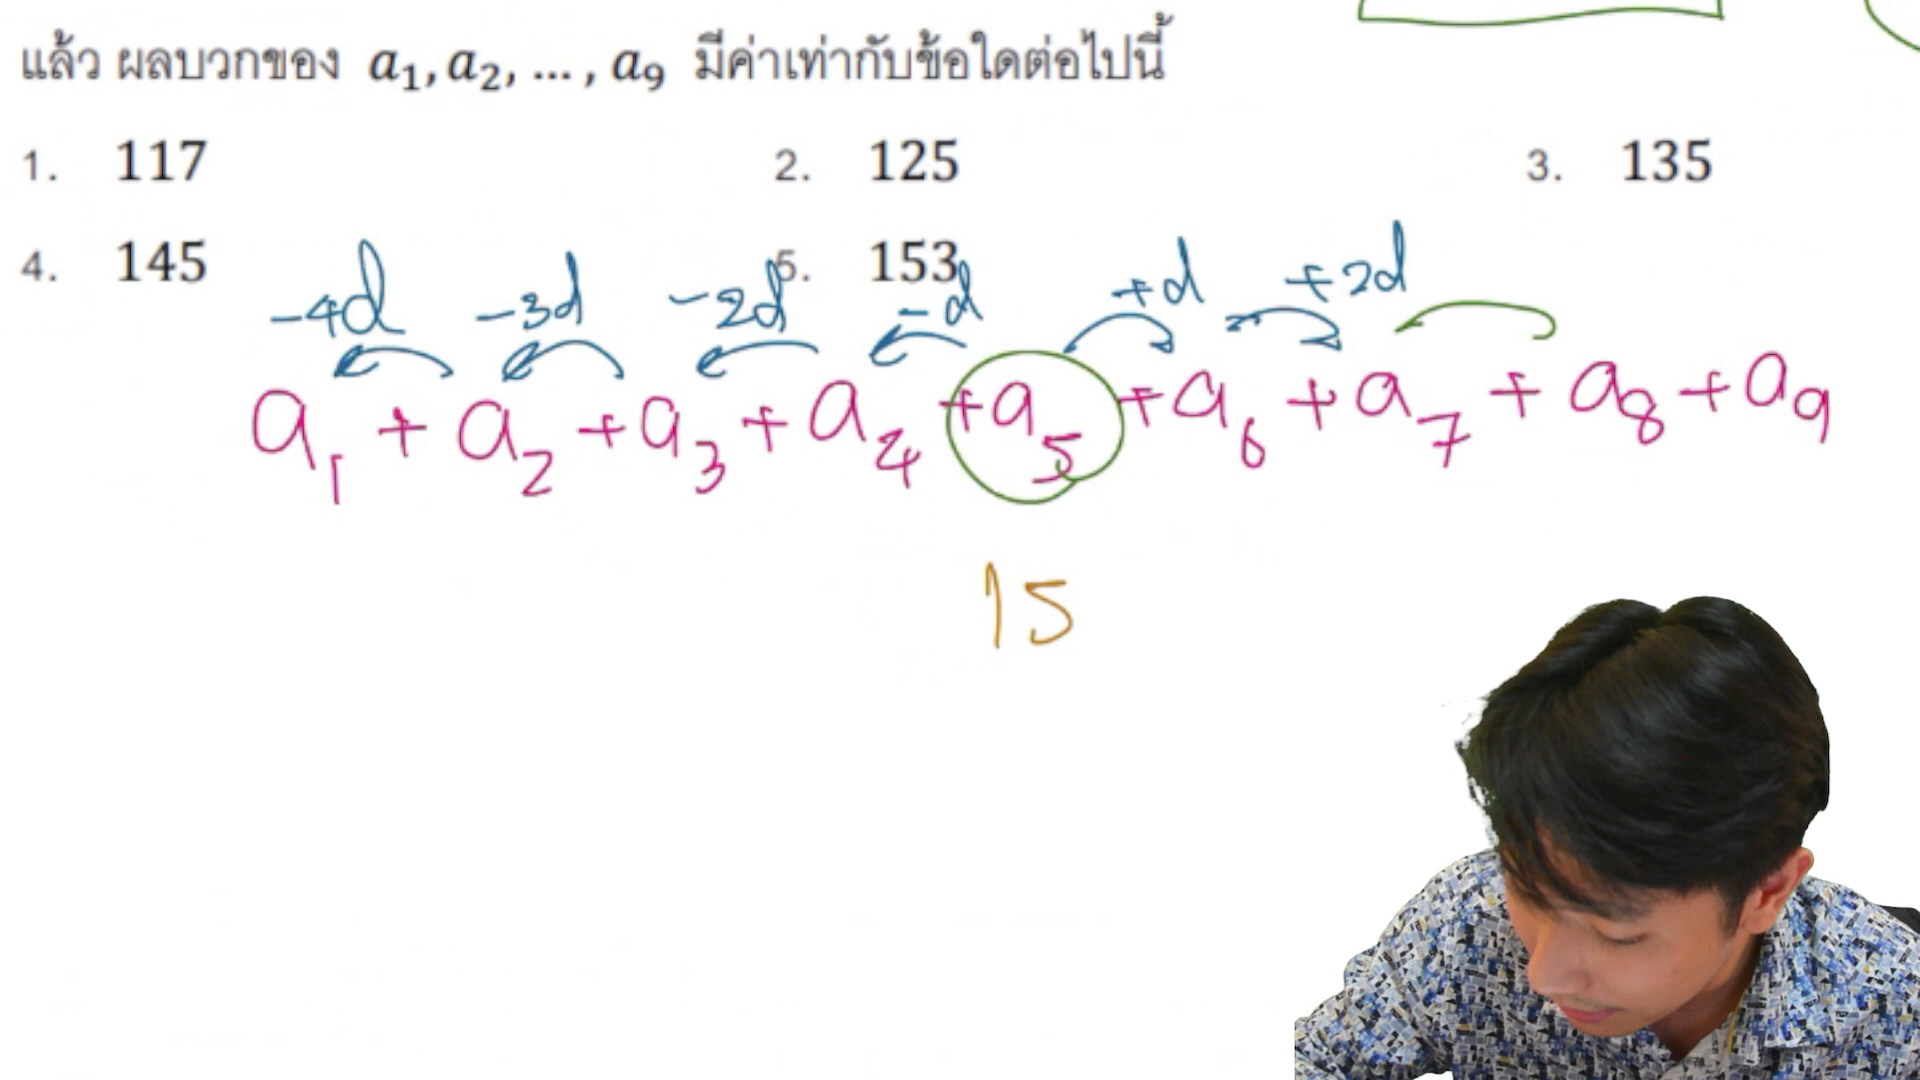 แล้ว ผลบวกของ a₁, a₂, ... , a₉ มีค่าเท่ากับข้อใดต่อไปนี้
1. 117 2. 125 3. 135
4. 145 5. 153
-4d -3d -2d -d +d +2d
a₁ + a₂ + a₃ + a₄ + a₅ + a₆ + a₇ + a₈ + a₉
15